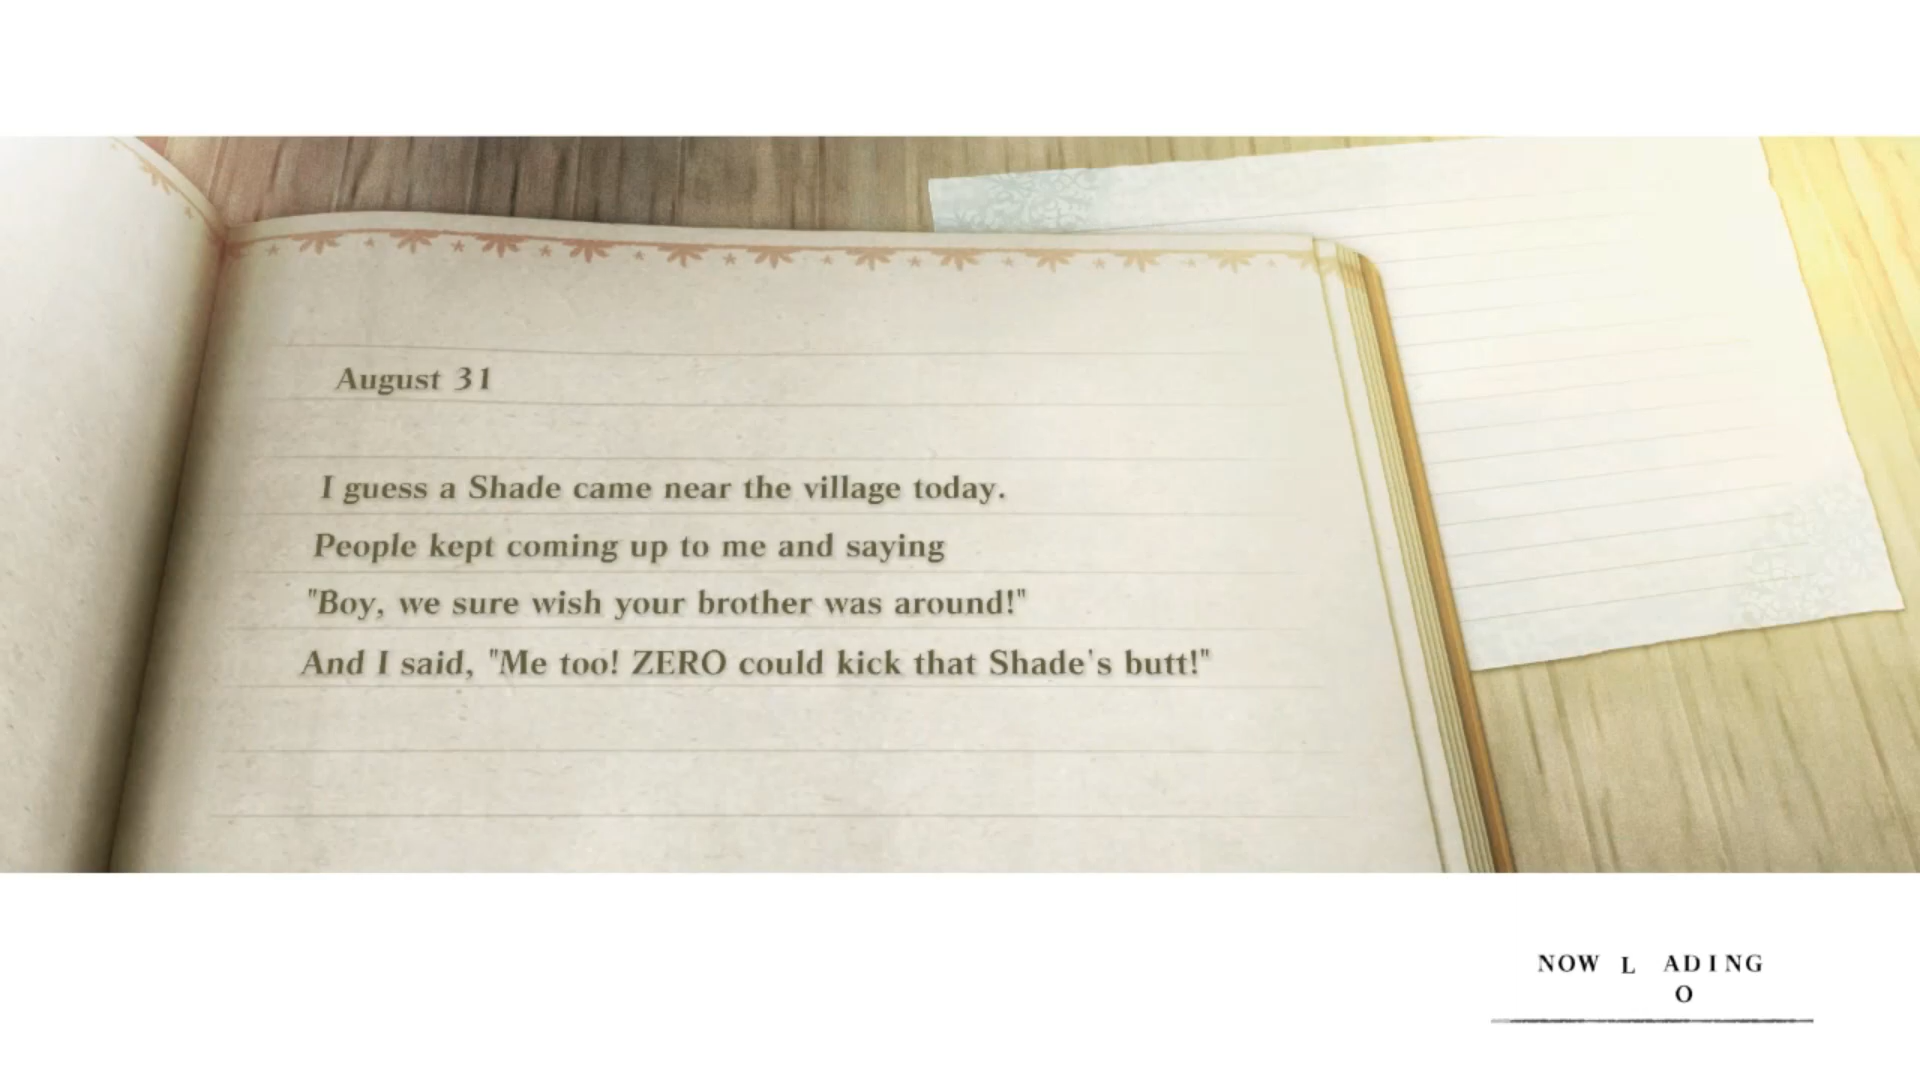 August 31
I guess a Shade came near the village today.
People kept coming up to me and saying
"Boy, we sure wish your brother was around!"
And I said, "Me too! ZERO could kick that Shade's butt!"
NOW L ADING
O